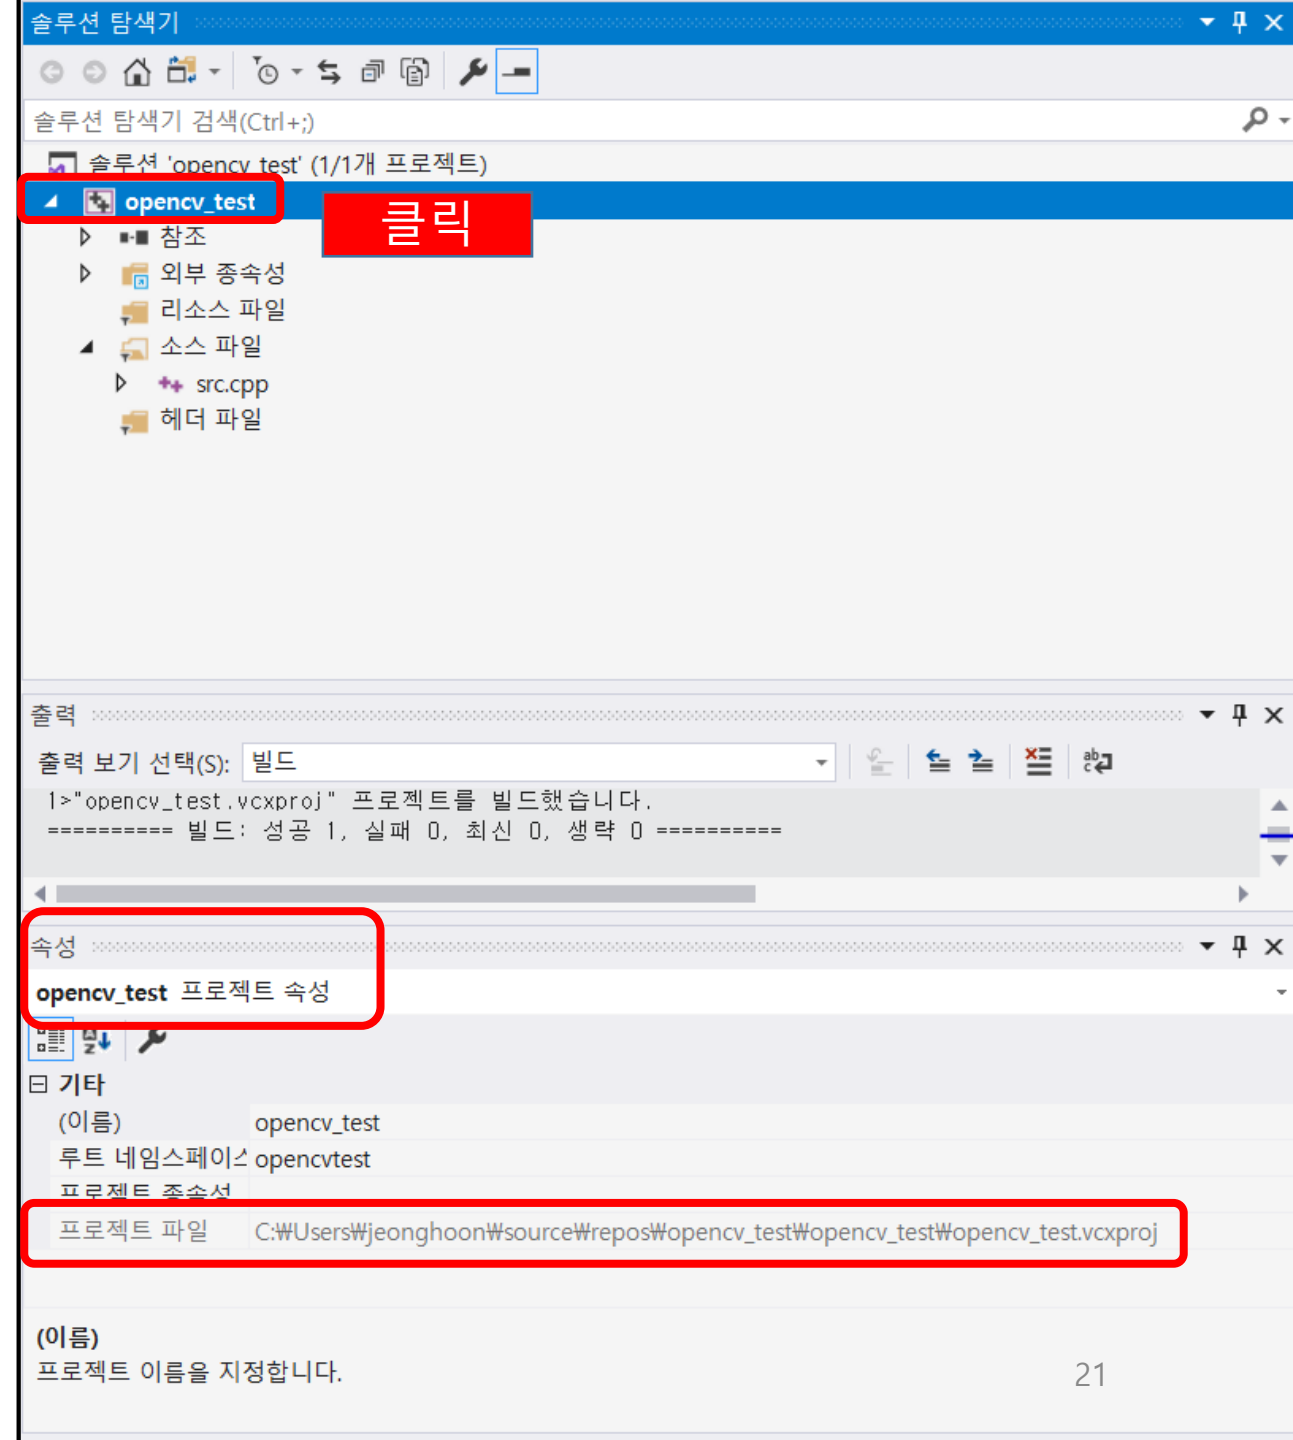 솔루션 탐색기
솔루션 탐색기 검색(Ctrl+;)
솔루션 'opencv_test' (1/1개 프로젝트)
opencv_test
클릭
참조
외부 종속성
리소스 파일
소스 파일
src.cpp
헤더 파일
출력
출력 보기 선택(S): 빌드
1>"opencv_test.vcxproj" 프로젝트를 빌드했습니다.
========== 빌드: 성공 1, 실패 0, 최신 0, 생략 0 ==========
속성
opencv_test 프로젝트 속성
기타
(이름) opencv_test
루트 네임스페이스 opencvtest
프로젝트 종속성
프로젝트 파일 C:₩Users₩jeonghoon₩source₩repos₩opencv_test₩opencv_test₩opencv_test.vcxproj
(이름)
프로젝트 이름을 지정합니다.
21